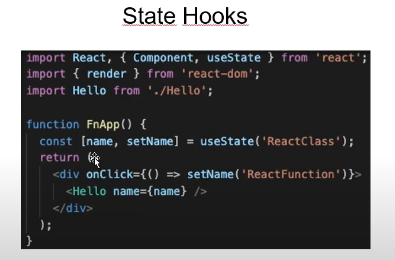 State Hooks
import React, { Component, useState } from 'react';
import { render } from 'react-dom';
import Hello from './Hello';
function FnApp() {
const [name, setName] = useState('ReactClass');
return (
<div onClick={() => setName('ReactFunction')}>
<Hello name={name} />
</div>
);
}